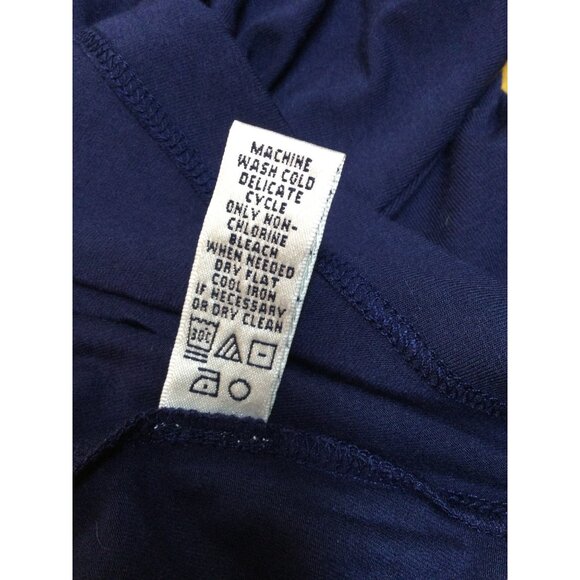 MACHINE
WASH COLD
DELICATE
CYCLE
ONLY NON-
CHLORINE
BLEACH
WHEN NEEDED
DRY FLAT
COOL IRON
IF NECESSARY
OR DRY CLEAN
30C